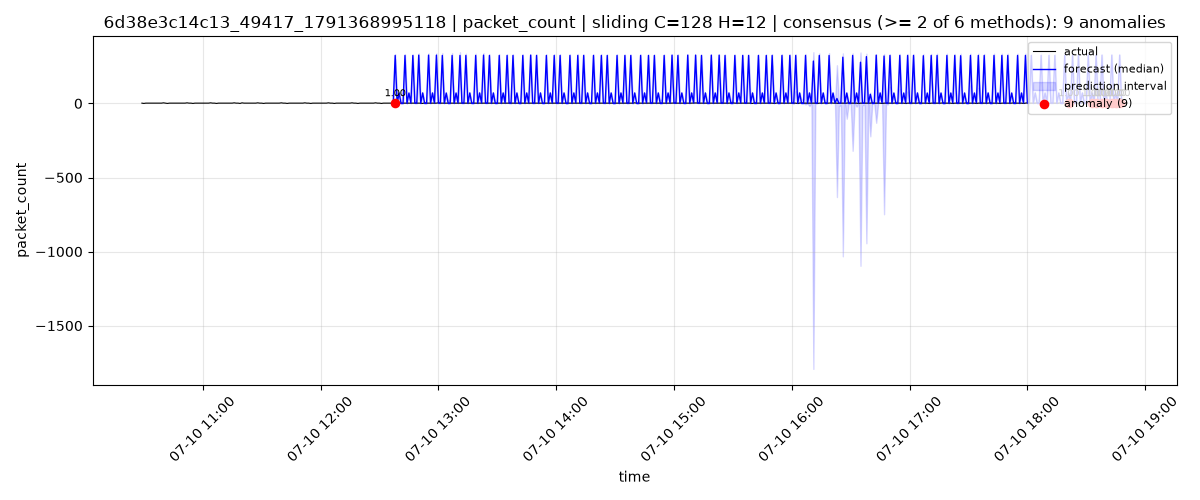 6d38e3c14c13_49417_1791368995118 | packet_count | sliding C=128 H=12 | consensus (>= 2 of 6 methods): 9 anomalies
actual
forecast (median)
prediction interval
anomaly (9)
1.00
0
−500
−1000
−1500
packet_count
07-10 11:00
07-10 12:00
07-10 13:00
07-10 14:00
07-10 15:00
07-10 16:00
07-10 17:00
07-10 18:00
07-10 19:00
time